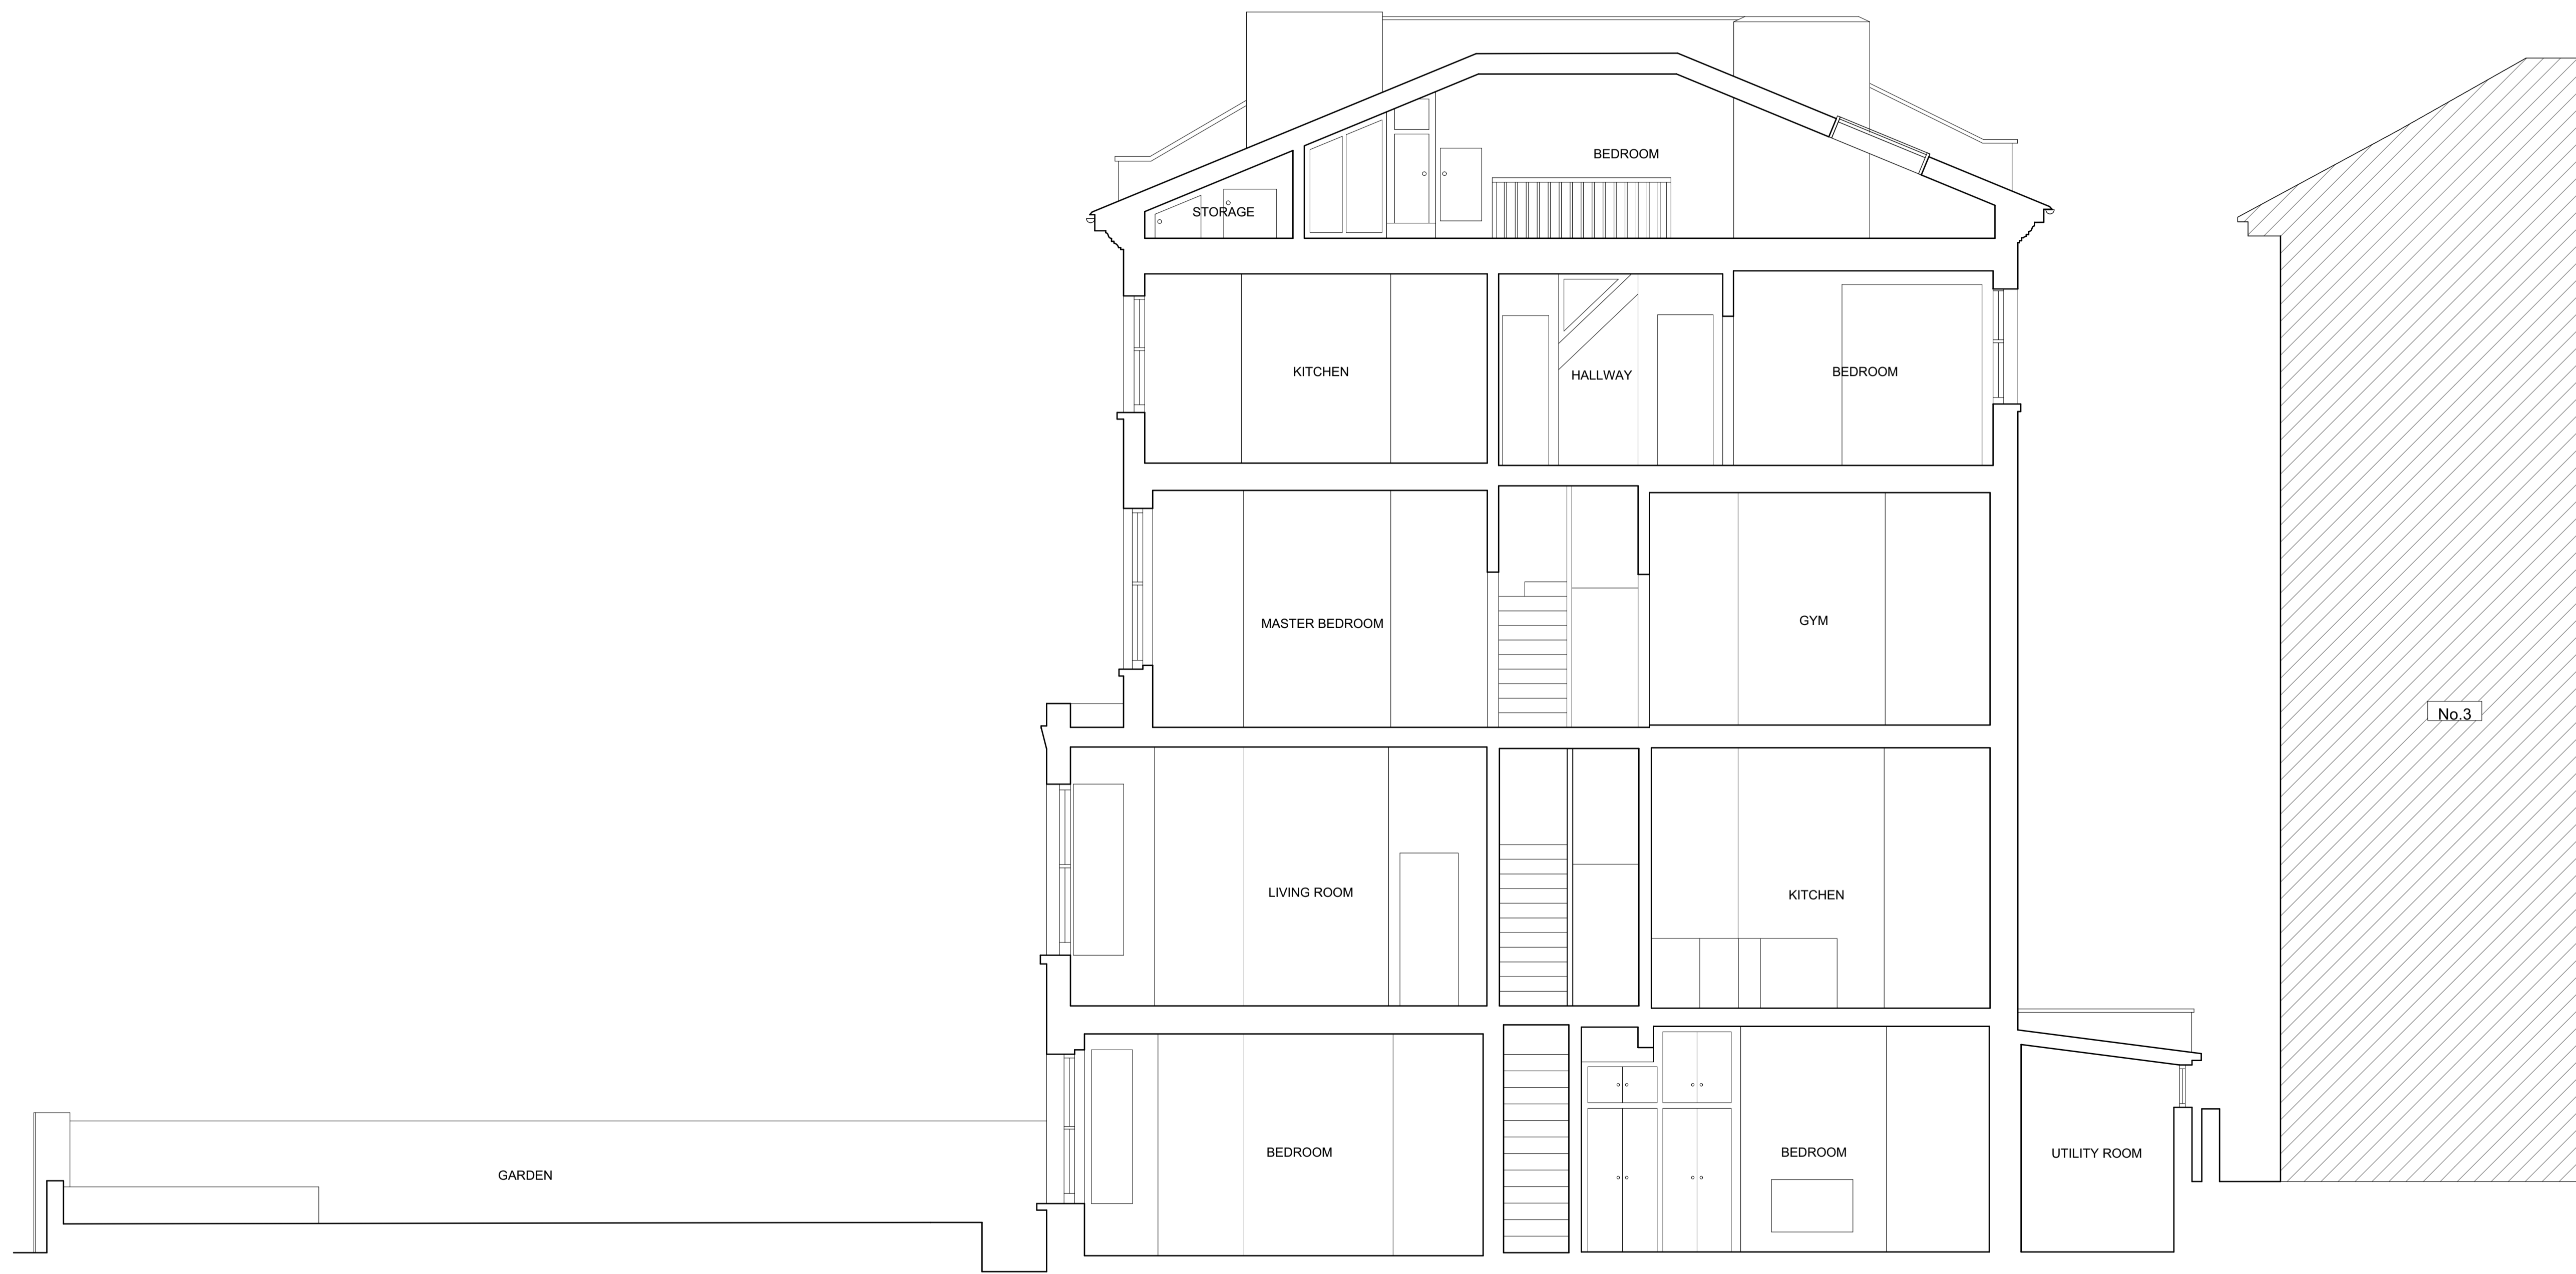 BEDROOM
STORAGE
KITCHEN
HALLWAY
BEDROOM
MASTER BEDROOM
GYM
No.3
LIVING ROOM
KITCHEN
GARDEN
BEDROOM
BEDROOM
UTILITY ROOM